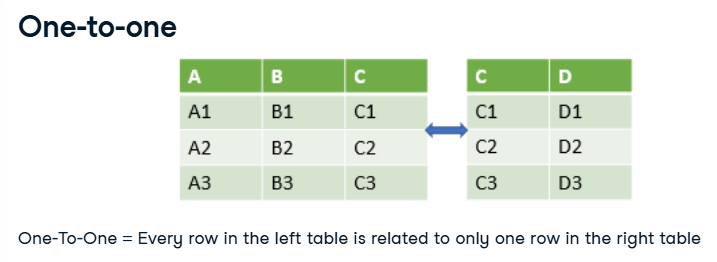 One-to-one
A B C C D
A1 B1 C1 C1 D1
A2 B2 C2 C2 D2
A3 B3 C3 C3 D3
One-To-One = Every row in the left table is related to only one row in the right table